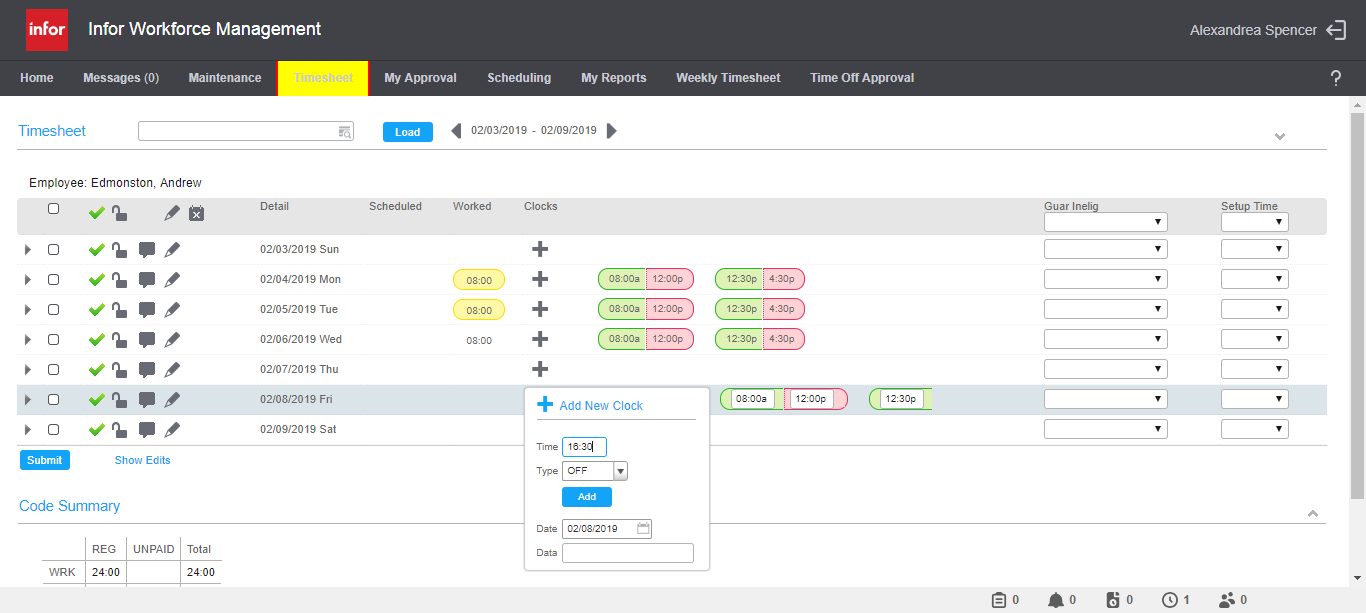 infor Infor Workforce Management Alexandrea Spencer
Home Messages (0) Maintenance Timesheet My Approval Scheduling My Reports Weekly Timesheet Time Off Approval ?
Timesheet Load 02/03/2019 - 02/09/2019
Employee: Edmonston, Andrew
Detail Scheduled Worked Clocks Guar Inelig Setup Time
02/03/2019 Sun
02/04/2019 Mon 08:00 08:00a 12:00p 12:30p 4:30p
02/05/2019 Tue 08:00 08:00a 12:00p 12:30p 4:30p
02/06/2019 Wed 08:00 08:00a 12:00p 12:30p 4:30p
02/07/2019 Thu
02/08/2019 Fri 08:00a 12:00p 12:30p
02/09/2019 Sat
Add New Clock
Time 16:30
Type OFF
Add
Date 02/08/2019
Data
Submit Show Edits
Code Summary
REG UNPAID Total
WRK 24:00 24:00
0 0 0 1 0